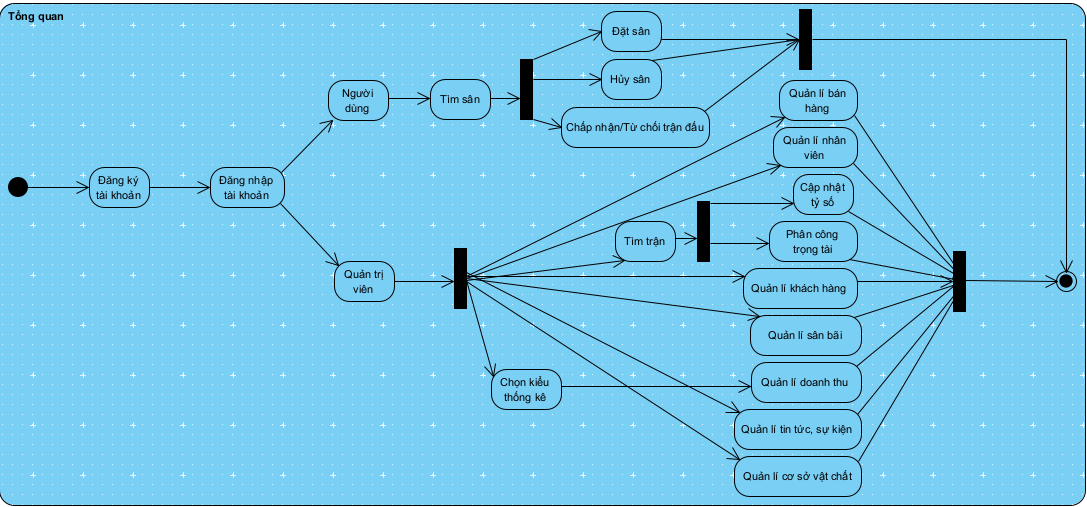 Tổng quan
Đăng ký
tài khoản
Đăng nhập
tài khoản
Người
dùng
Tìm sân
Đặt sân
Hủy sân
Chấp nhận/Từ chối trận đấu
Quản trị
viên
Quản lí bán
hàng
Quản lí nhân
viên
Tìm trận
Cập nhật
tỷ số
Phân công
trọng tài
Quản lí khách hàng
Quản lí sân bãi
Chọn kiểu
thống kê
Quản lí doanh thu
Quản lí tin tức, sự kiện
Quản lí cơ sở vật chất